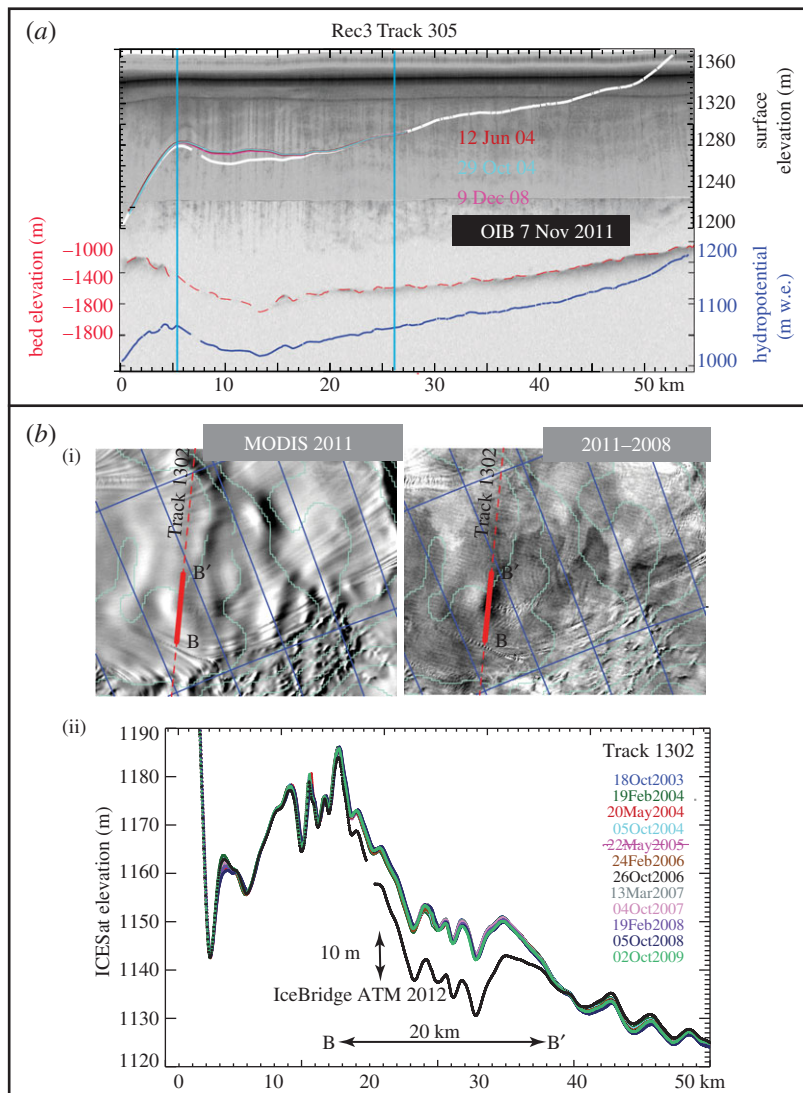 (a)
Rec3 Track 305
1360
1320
1280
1240
1200
surface
elevation (m)
12 Jun 04
29 Oct 04
9 Dec 08
OIB 7 Nov 2011
bed elevation (m)
−1000
−1400
−1800
−1800
1200
1100
1000
hydropotential
(m w.e.)
0 10 20 30 40 50 km
(b)
(i)
MODIS 2011
Track 1302
B′
B
2011–2008
Track 1302
B′
B
(ii)
ICESat elevation (m)
1190
1180
1170
1160
1150
1140
1130
1120
Track 1302
18Oct2003
19Feb2004
20May2004
05Oct2004
22May2005
24Feb2006
26Oct2006
13Mar2007
04Oct2007
19Feb2008
05Oct2008
02Oct2009
10 m
IceBridge ATM 2012
B 20 km B′
0 10 20 30 40 50 km